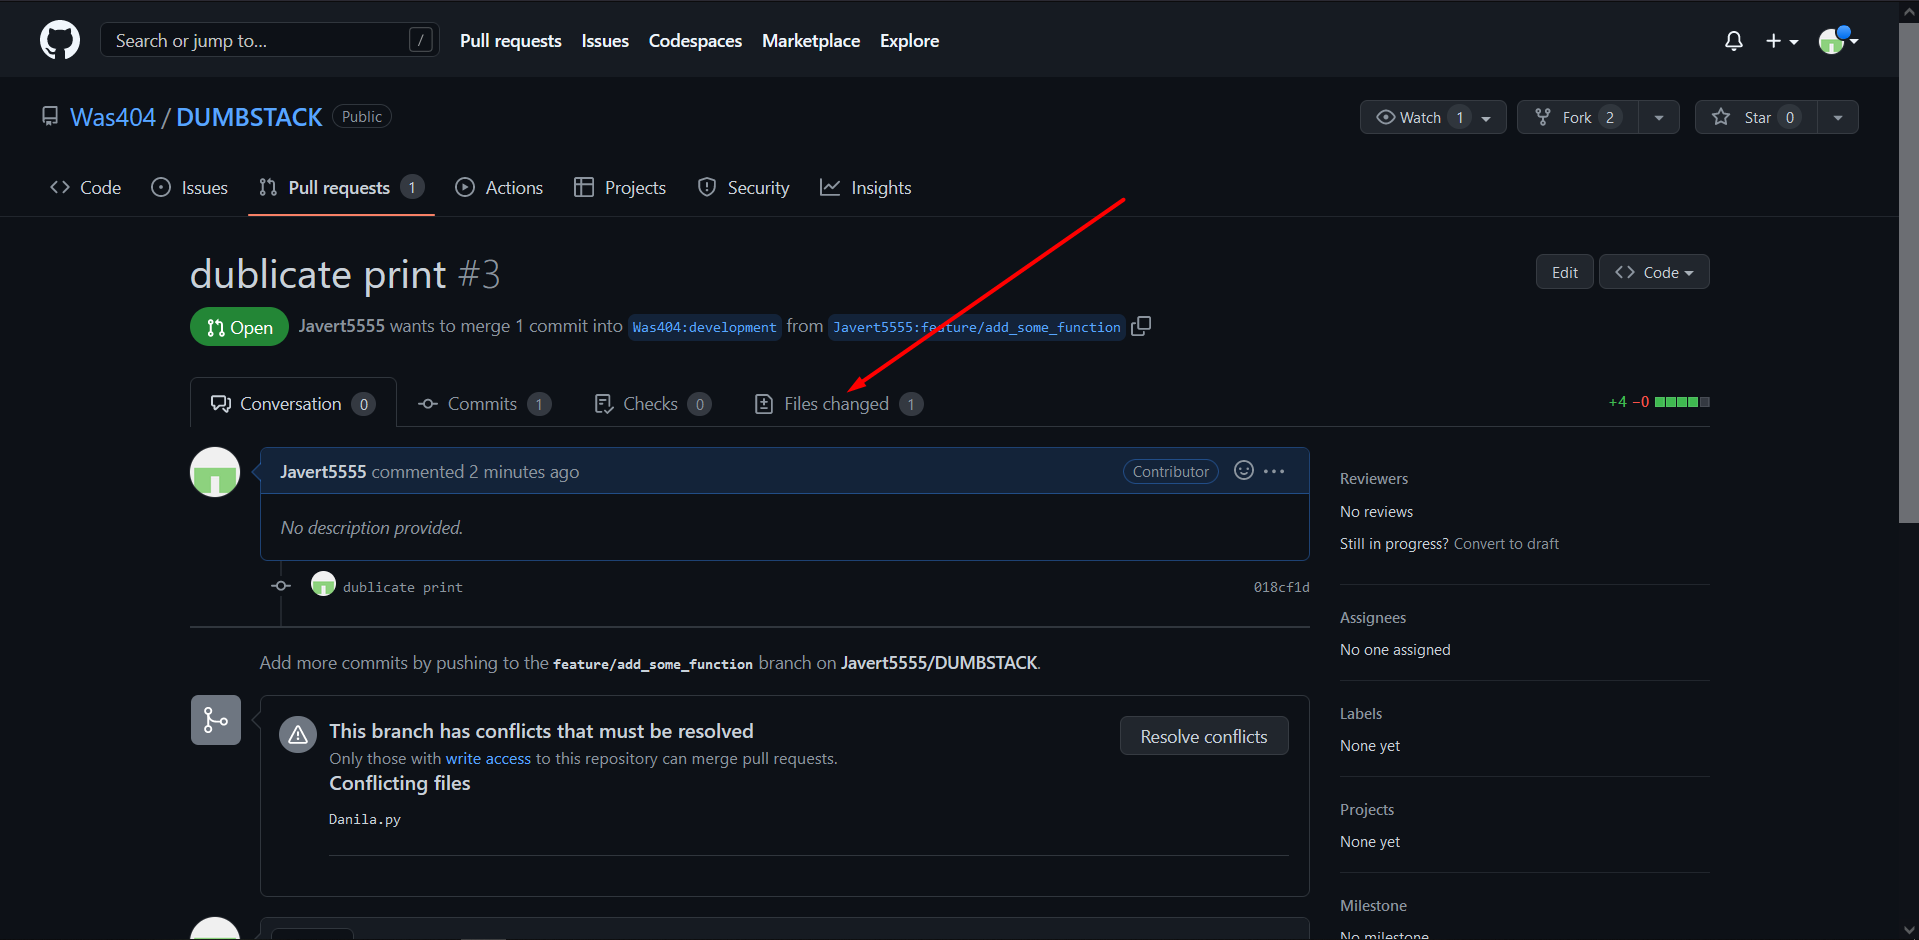 Search or jump to... /
Pull requests Issues Codespaces Marketplace Explore
Was404 / DUMBSTACK Public
Watch 1 Fork 2 Star 0
Code Issues Pull requests 1 Actions Projects Security Insights
dublicate print #3
Edit Code
Open Javert5555 wants to merge 1 commit into Was404:development from Javert5555:feature/add_some_function
Conversation 0 Commits 1 Checks 0 Files changed 1 +4 −0
Javert5555 commented 2 minutes ago Contributor
No description provided.
dublicate print 018cf1d
Add more commits by pushing to the feature/add_some_function branch on Javert5555/DUMBSTACK.
This branch has conflicts that must be resolved
Only those with write access to this repository can merge pull requests.
Resolve conflicts
Conflicting files
Danila.py
Reviewers
No reviews
Still in progress? Convert to draft
Assignees
No one assigned
Labels
None yet
Projects
None yet
Milestone
No milestone